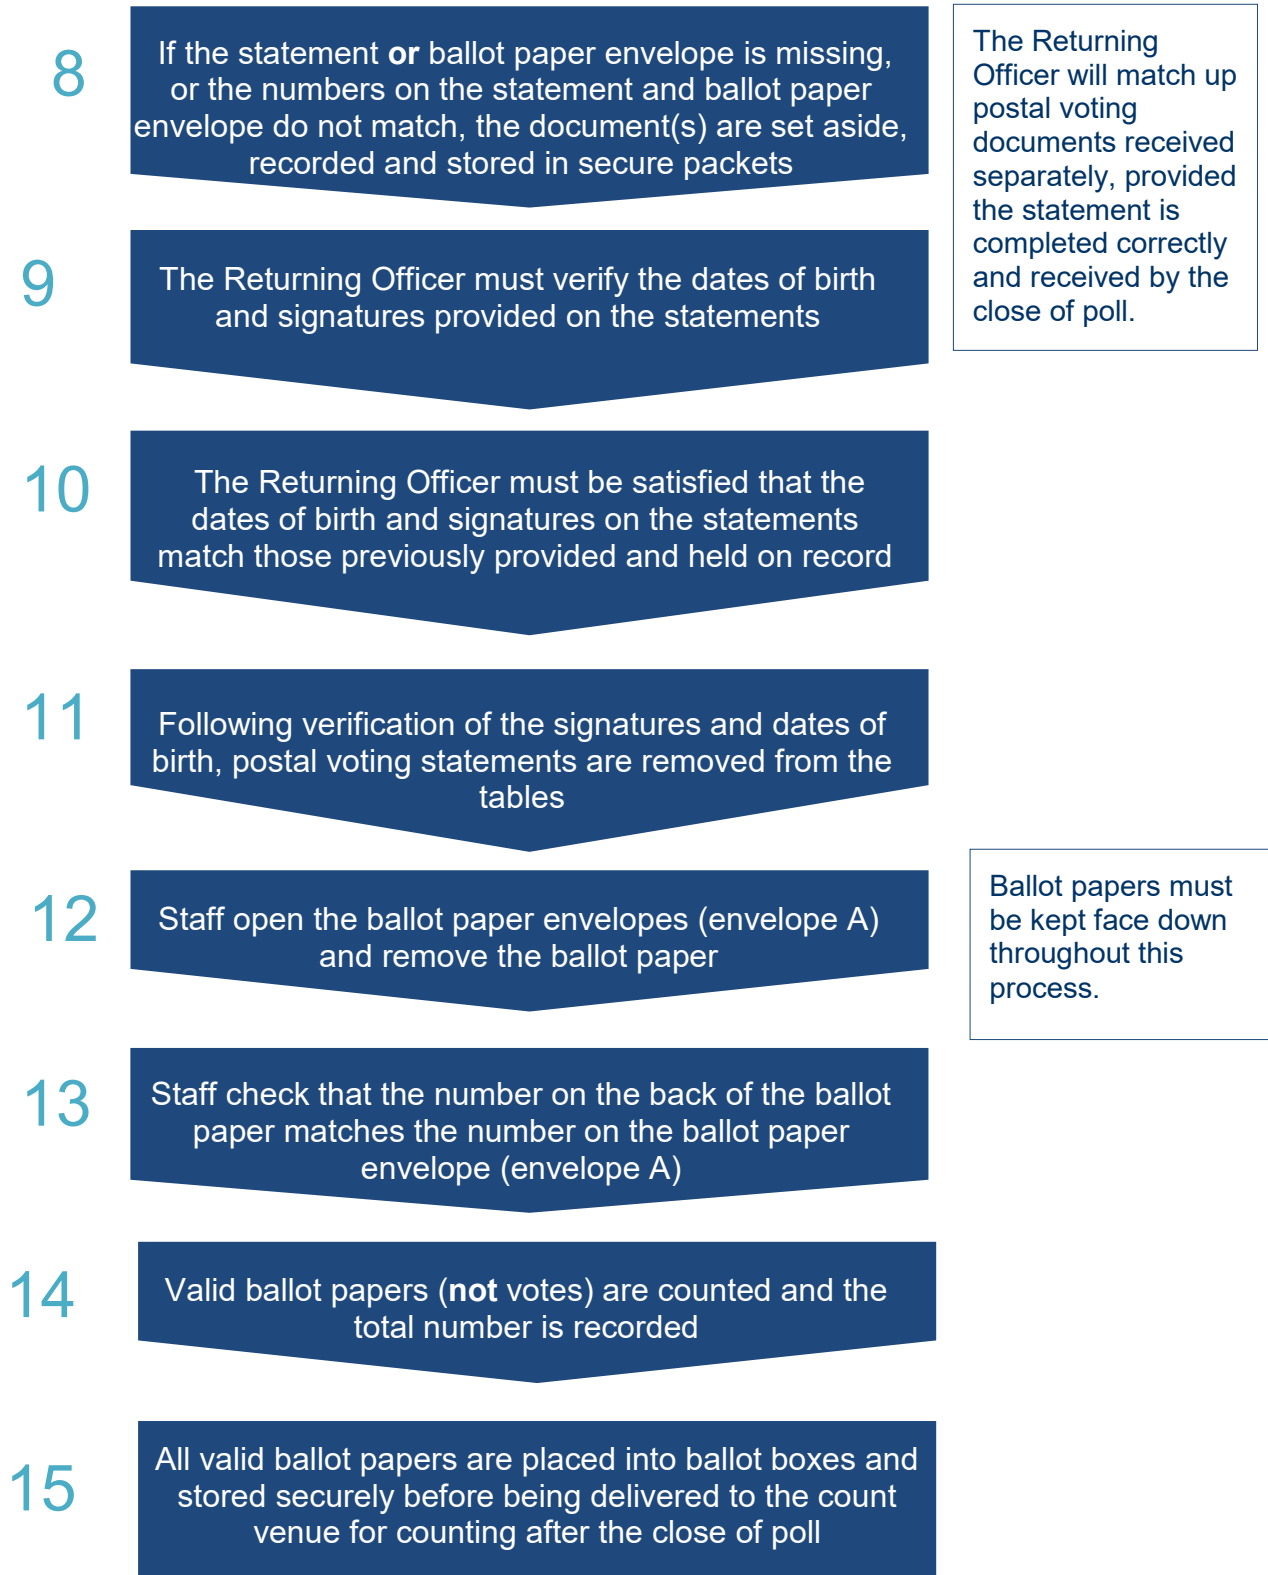 8
If the statement or ballot paper envelope is missing,
or the numbers on the statement and ballot paper
envelope do not match, the document(s) are set aside,
recorded and stored in secure packets
The Returning
Officer will match up
postal voting
documents received
separately, provided
the statement is
completed correctly
and received by the
close of poll.
9
The Returning Officer must verify the dates of birth
and signatures provided on the statements
10
The Returning Officer must be satisfied that the
dates of birth and signatures on the statements
match those previously provided and held on record
11
Following verification of the signatures and dates of
birth, postal voting statements are removed from the
tables
12
Staff open the ballot paper envelopes (envelope A)
and remove the ballot paper
Ballot papers must
be kept face down
throughout this
process.
13
Staff check that the number on the back of the ballot
paper matches the number on the ballot paper
envelope (envelope A)
14
Valid ballot papers (not votes) are counted and the
total number is recorded
15
All valid ballot papers are placed into ballot boxes and
stored securely before being delivered to the count
venue for counting after the close of poll